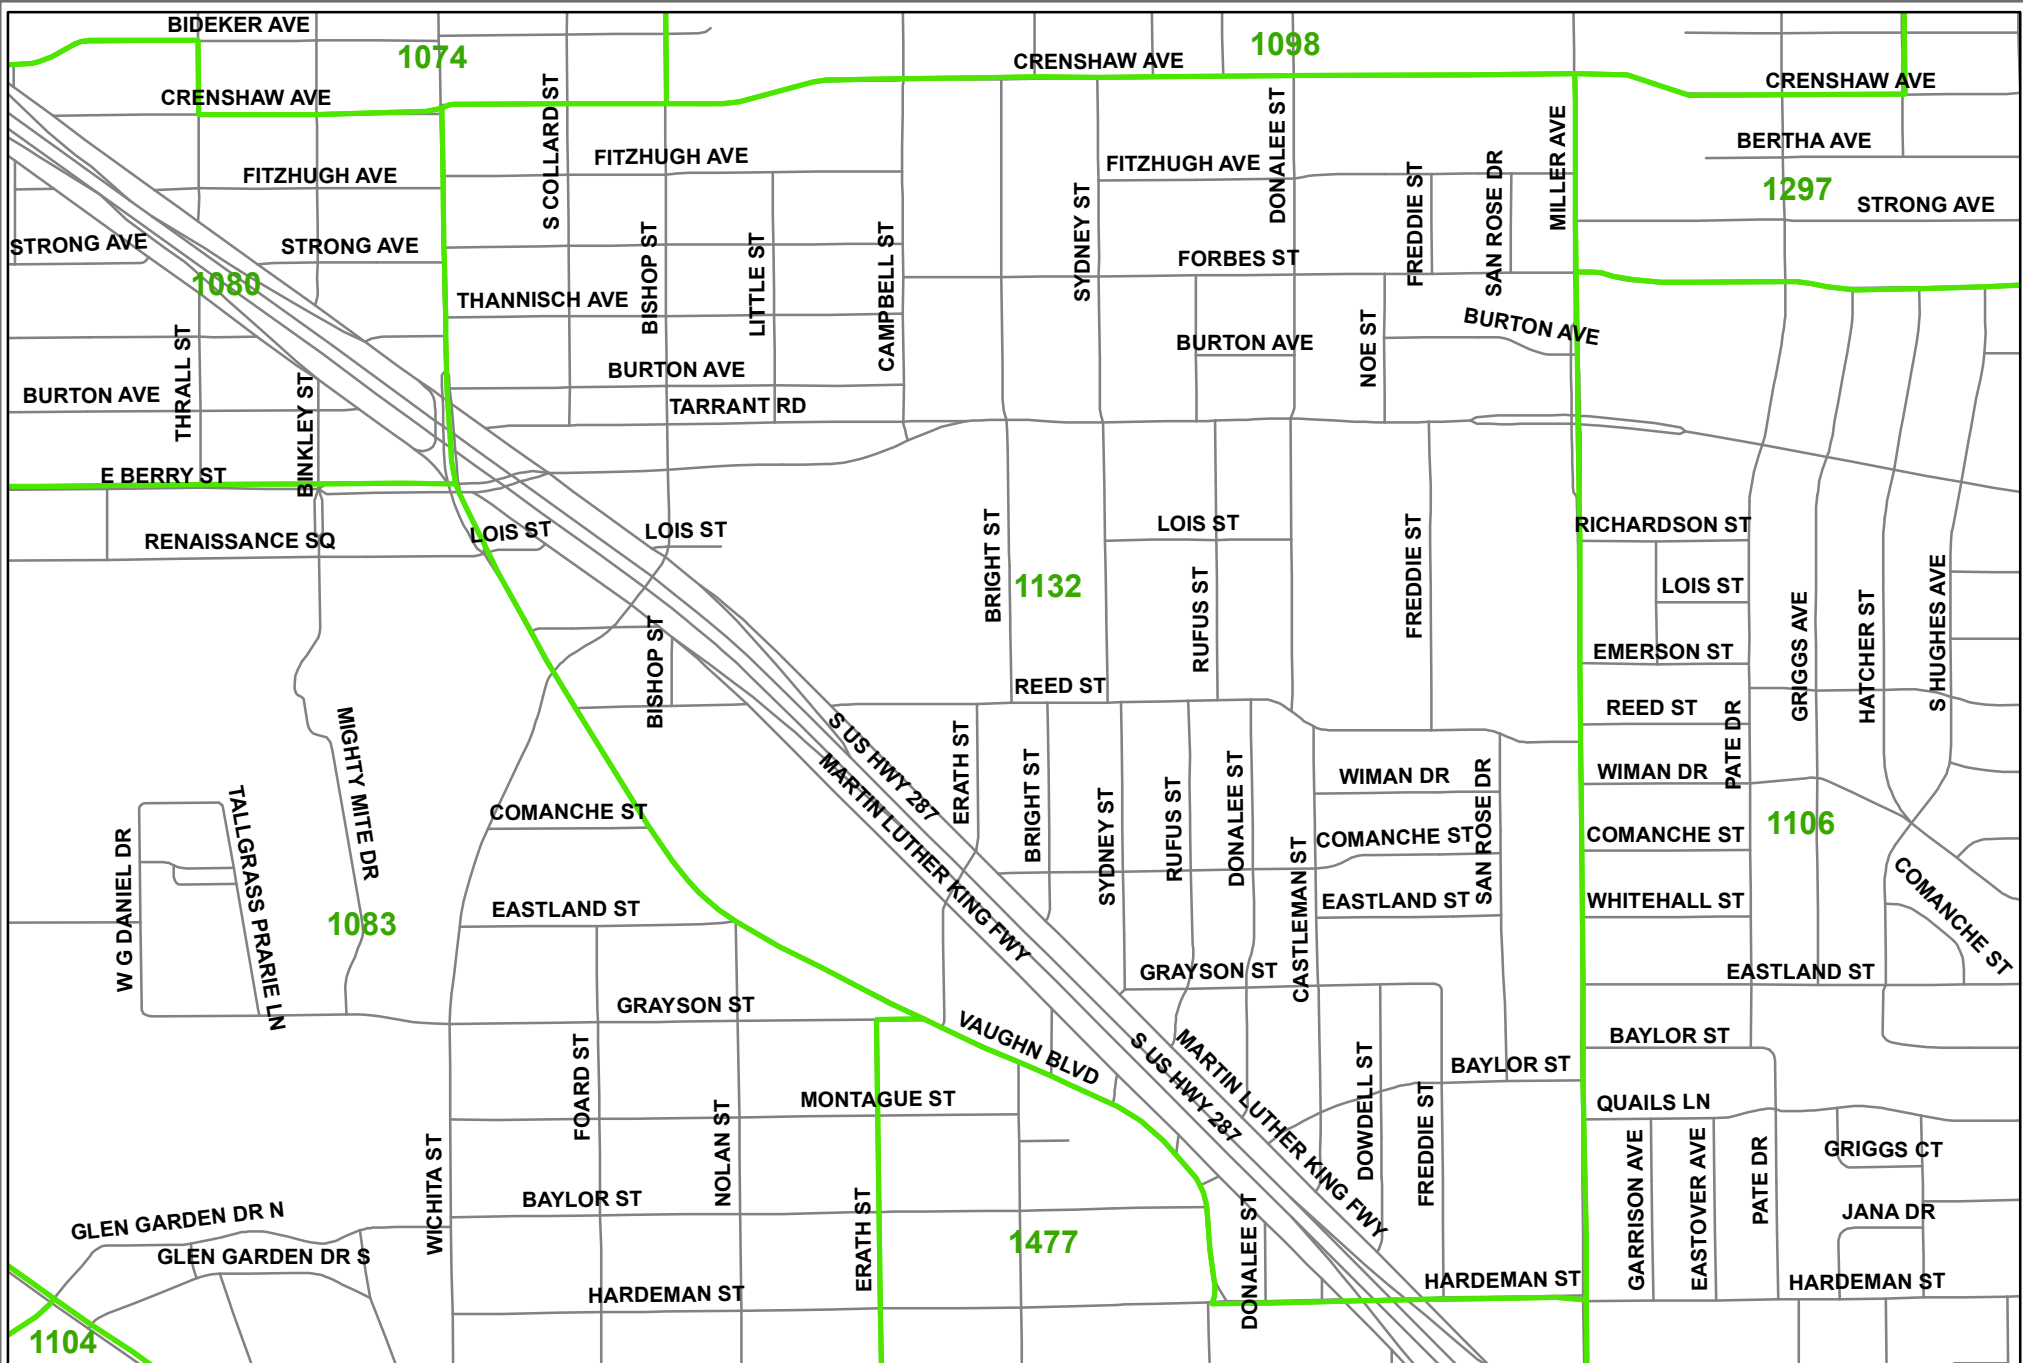 BIDEKER AVE
1074
1098
CRENSHAW AVE
CRENSHAW AVE
CRENSHAW AVE
S COLLARD ST
DONALEE ST
MILLER AVE
BERTHA AVE
FITZHUGH AVE
FITZHUGH AVE
FITZHUGH AVE
FREDDIE ST
SAN ROSE DR
1297
STRONG AVE
STRONG AVE
STRONG AVE
SYDNEY ST
BISHOP ST
LITTLE ST
CAMPBELL ST
FORBES ST
1080
THANNISCH AVE
NOE ST
BURTON AVE
BURTON AVE
BURTON AVE
BURTON AVE
THRALL ST
BINKLEY ST
TARRANT RD
E BERRY ST
RENAISSANCE SQ
LOIS ST
LOIS ST
LOIS ST
BRIGHT ST
FREDDIE ST
RICHARDSON ST
LOIS ST
1132
RUFUS ST
GRIGGS AVE
HATCHER ST
S HUGHES AVE
BISHOP ST
EMERSON ST
REED ST
REED ST
PATE DR
MIGHTY MITE DR
S US HWY 287
MARTIN LUTHER KING FWY
ERATH ST
BRIGHT ST
SYDNEY ST
RUFUS ST
DONALEE ST
WIMAN DR
SAN ROSE DR
WIMAN DR
TALLGRASS PRARIE LN
W G DANIEL DR
COMANCHE ST
COMANCHE ST
COMANCHE ST
1106
CASTLEMAN ST
EASTLAND ST
EASTLAND ST
WHITEHALL ST
COMANCHE ST
1083
GRAYSON ST
EASTLAND ST
GRAYSON ST
VAUGHN BLVD
S US HWY 287
MARTIN LUTHER KING FWY
DOWDELL ST
FREDDIE ST
BAYLOR ST
BAYLOR ST
FOARD ST
NOLAN ST
MONTAGUE ST
QUAILS LN
WICHITA ST
GARRISON AVE
EASTOVER AVE
PATE DR
GRIGGS CT
BAYLOR ST
ERATH ST
JANA DR
GLEN GARDEN DR N
GLEN GARDEN DR S
1477
DONALEE ST
HARDEMAN ST
HARDEMAN ST
HARDEMAN ST
1104